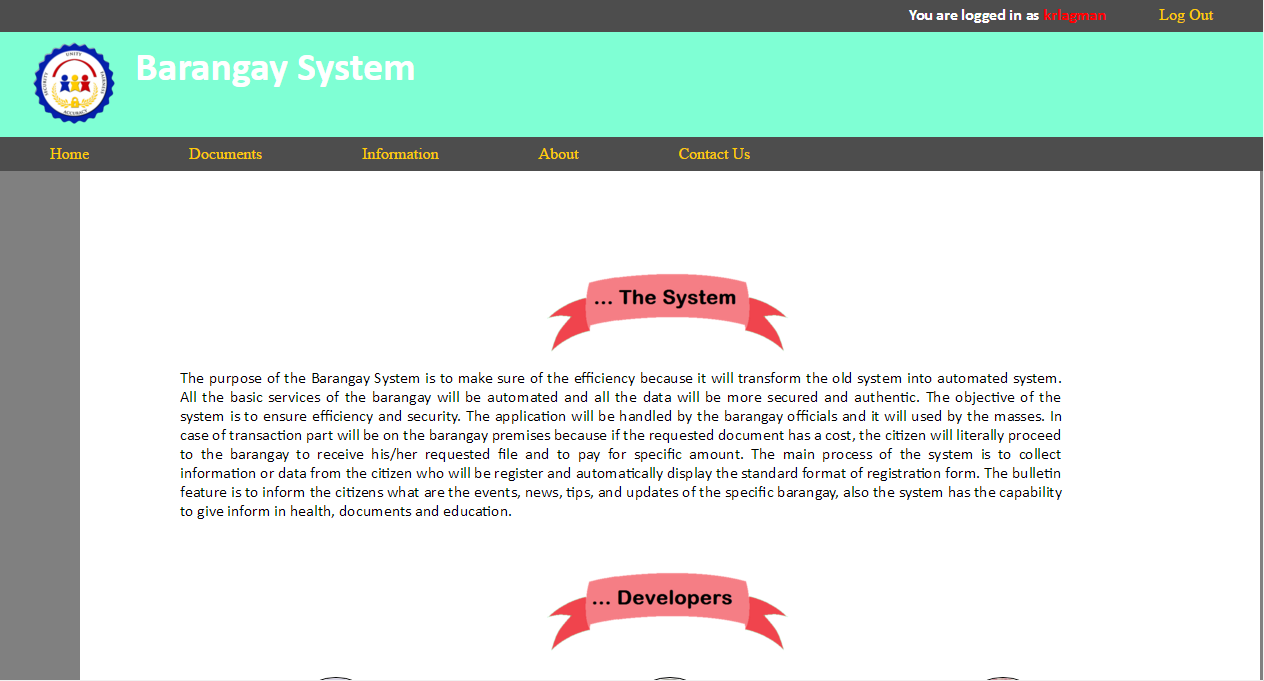 You are logged in as krlagman Log Out
UNITY
SECURITY
FAIRNESS
ACCURACY
Barangay System
Home Documents Information About Contact Us
... The System
The purpose of the Barangay System is to make sure of the efficiency because it will transform the old system into automated system.
All the basic services of the barangay will be automated and all the data will be more secured and authentic. The objective of the
system is to ensure efficiency and security. The application will be handled by the barangay officials and it will used by the masses. In
case of transaction part will be on the barangay premises because if the requested document has a cost, the citizen will literally proceed
to the barangay to receive his/her requested file and to pay for specific amount. The main process of the system is to collect
information or data from the citizen who will be register and automatically display the standard format of registration form. The bulletin
feature is to inform the citizens what are the events, news, tips, and updates of the specific barangay, also the system has the capability
to give inform in health, documents and education.
... Developers